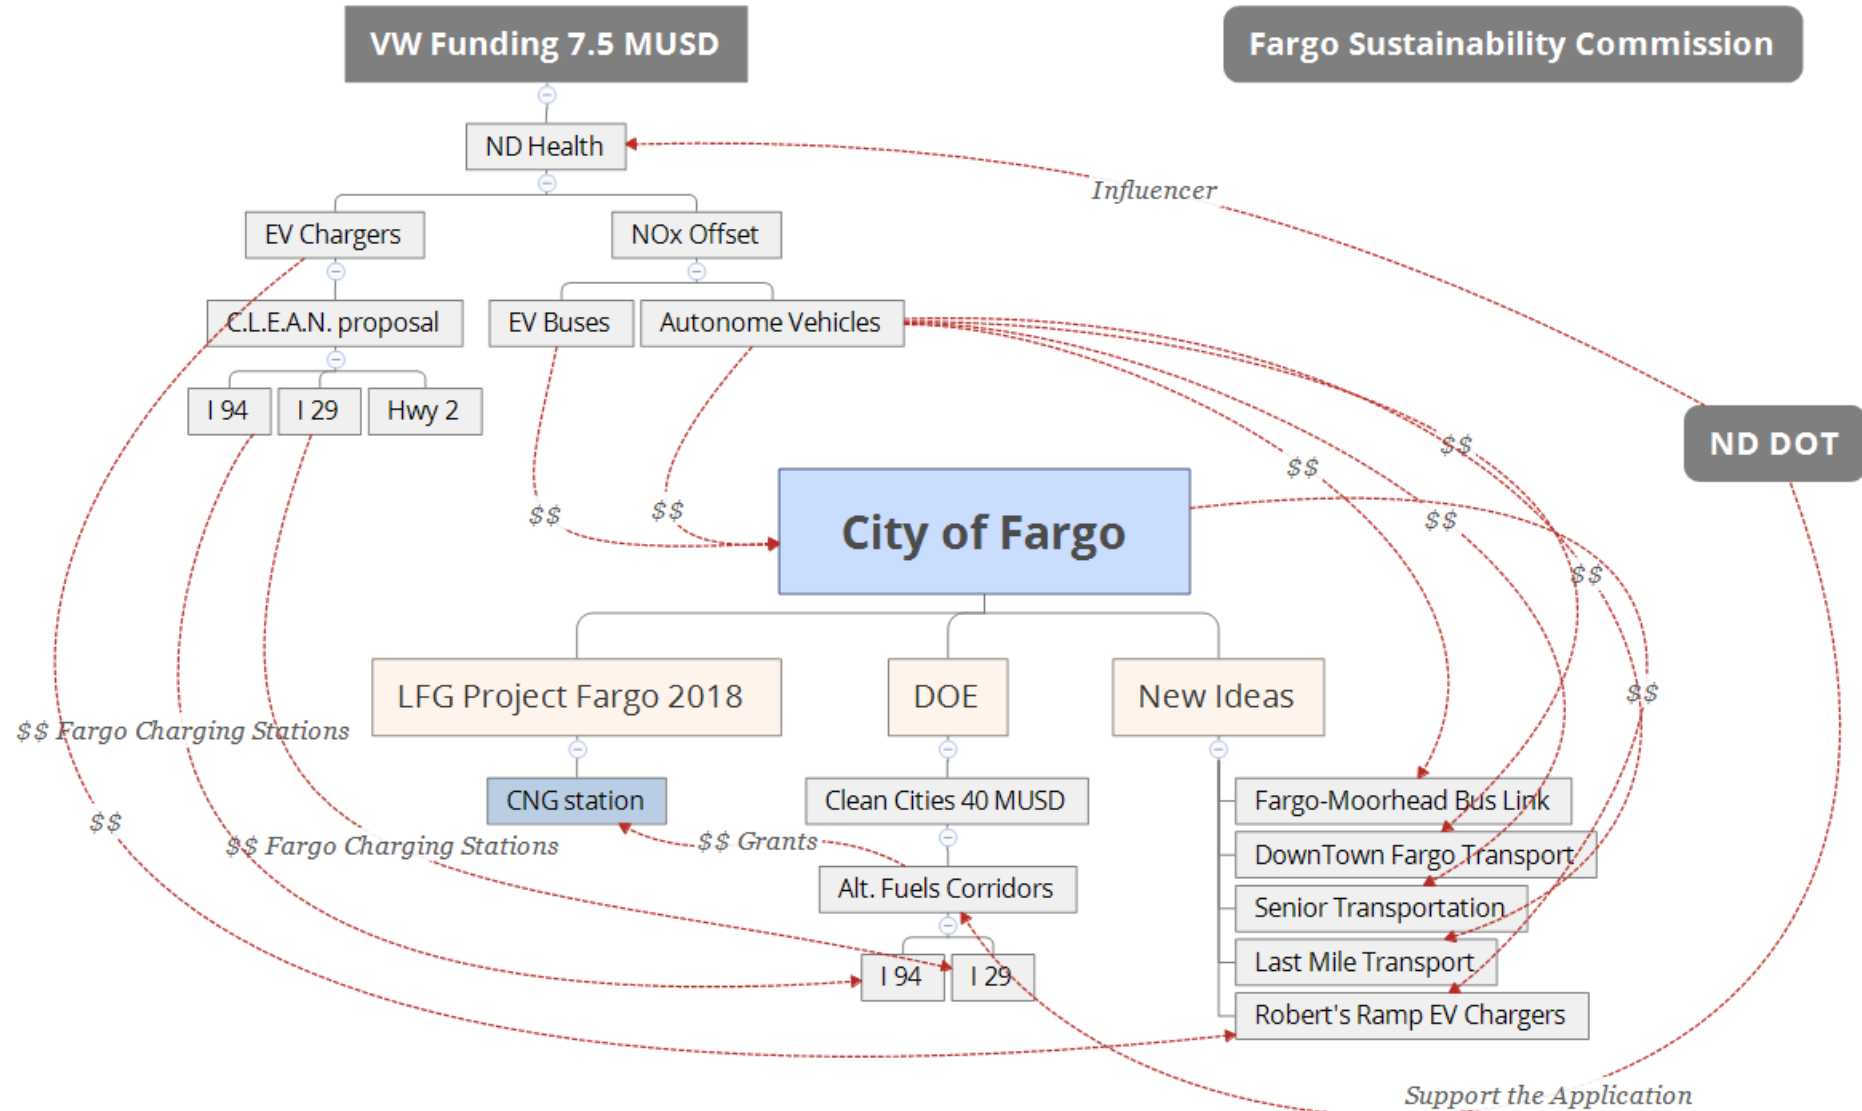 VW Funding 7.5 MUSD
Fargo Sustainability Commission
ND Health
Influencer
EV Chargers
NOx Offset
C.L.E.A.N. proposal
EV Buses
Autonome Vehicles
I 94
I 29
Hwy 2
ND DOT
$$
$$
$$
$$
$$
City of Fargo
$$
$$
LFG Project Fargo 2018
DOE
New Ideas
$$ Fargo Charging Stations
CNG station
Clean Cities 40 MUSD
Fargo-Moorhead Bus Link
$$
$$ Fargo Charging Stations
$$ Grants
DownTown Fargo Transport
Alt. Fuels Corridors
Senior Transportation
I 94
I 29
Last Mile Transport
Robert's Ramp EV Chargers
Support the Application